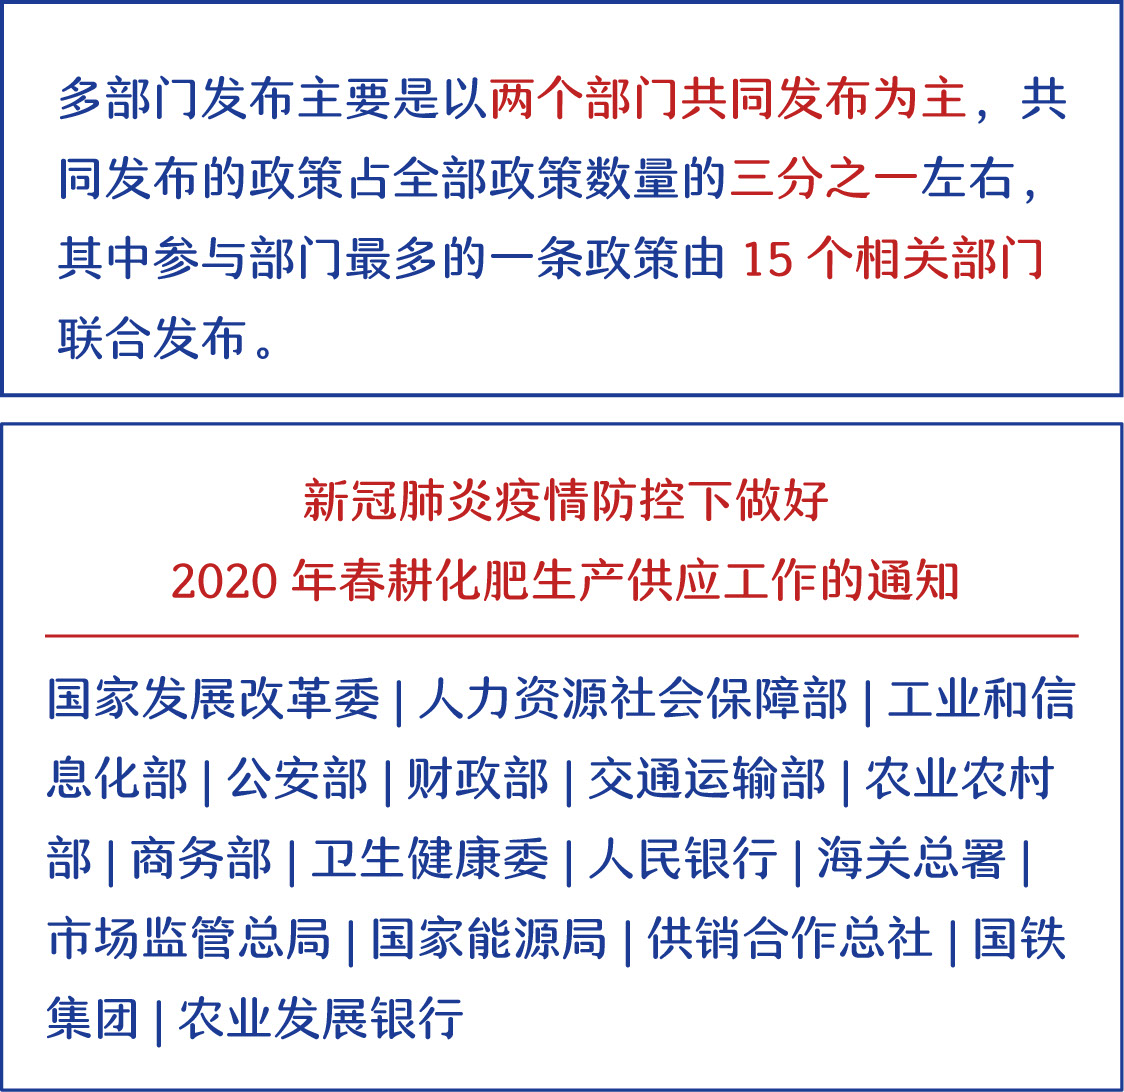 多部门发布主要是以两个部门共同发布为主，共
同发布的政策占全部政策数量的三分之一左右，
其中参与部门最多的一条政策由 15 个相关部门
联合发布。
新冠肺炎疫情防控下做好
2020 年春耕化肥生产供应工作的通知
国家发展改革委 | 人力资源社会保障部 | 工业和信
息化部 | 公安部 | 财政部 | 交通运输部 | 农业农村
部 | 商务部 | 卫生健康委 | 人民银行 | 海关总署 |
市场监管总局 | 国家能源局 | 供销合作总社 | 国铁
集团 | 农业发展银行